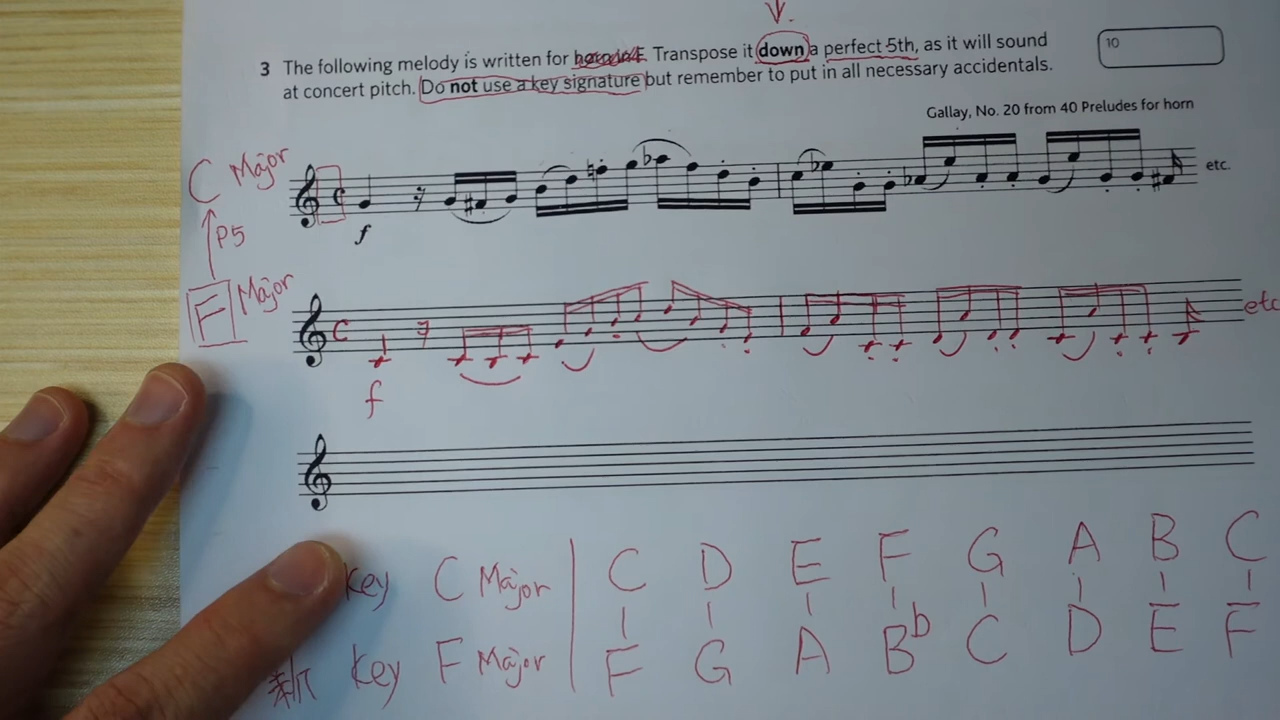 3 The following melody is written for horn in F. Transpose it down a perfect 5th, as it will sound
at concert pitch. Do not use a key signature but remember to put in all necessary accidentals.
10
Gallay, No. 20 from 40 Preludes for horn
C Major
etc.
f
P5
F Major
etc
f
key C Major C D E F G A B C
新 key F Major F G A Bb C D E F